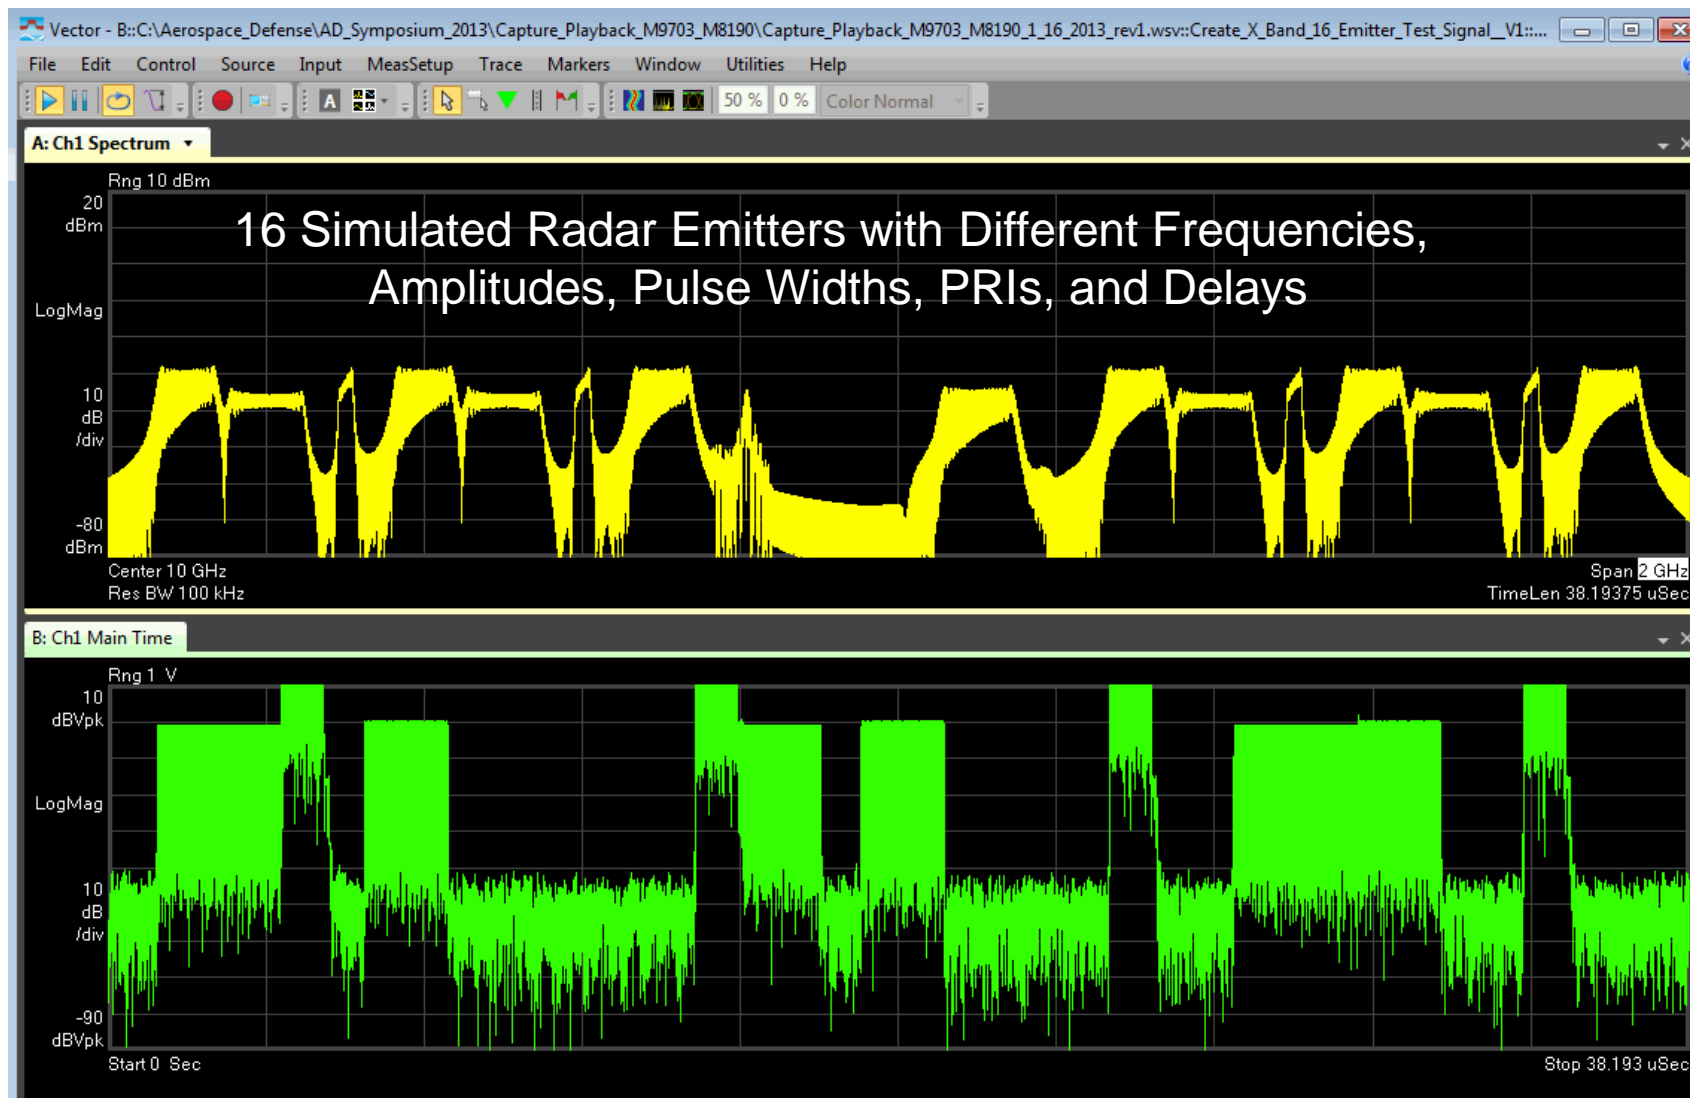 Vector - B::C:\Aerospace_Defense\AD_Symposium_2013\Capture_Playback_M9703_M8190\Capture_Playback_M9703_M8190_1_16_2013_rev1.wsv::Create_X_Band_16_Emitter_Test_Signal__V1::...
File Edit Control Source Input MeasSetup Trace Markers Window Utilities Help
A 50 % 0 % Color Normal
A: Ch1 Spectrum
Rng 10 dBm
20
dBm
16 Simulated Radar Emitters with Different Frequencies,
Amplitudes, Pulse Widths, PRIs, and Delays
LogMag
10
dB
/div
-80
dBm
Center 10 GHz Span 2 GHz
Res BW 100 kHz TimeLen 38.19375 uSec
B: Ch1 Main Time
Rng 1 V
10
dBVpk
LogMag
10
dB
/div
-90
dBVpk
Start 0 Sec Stop 38.193 uSec